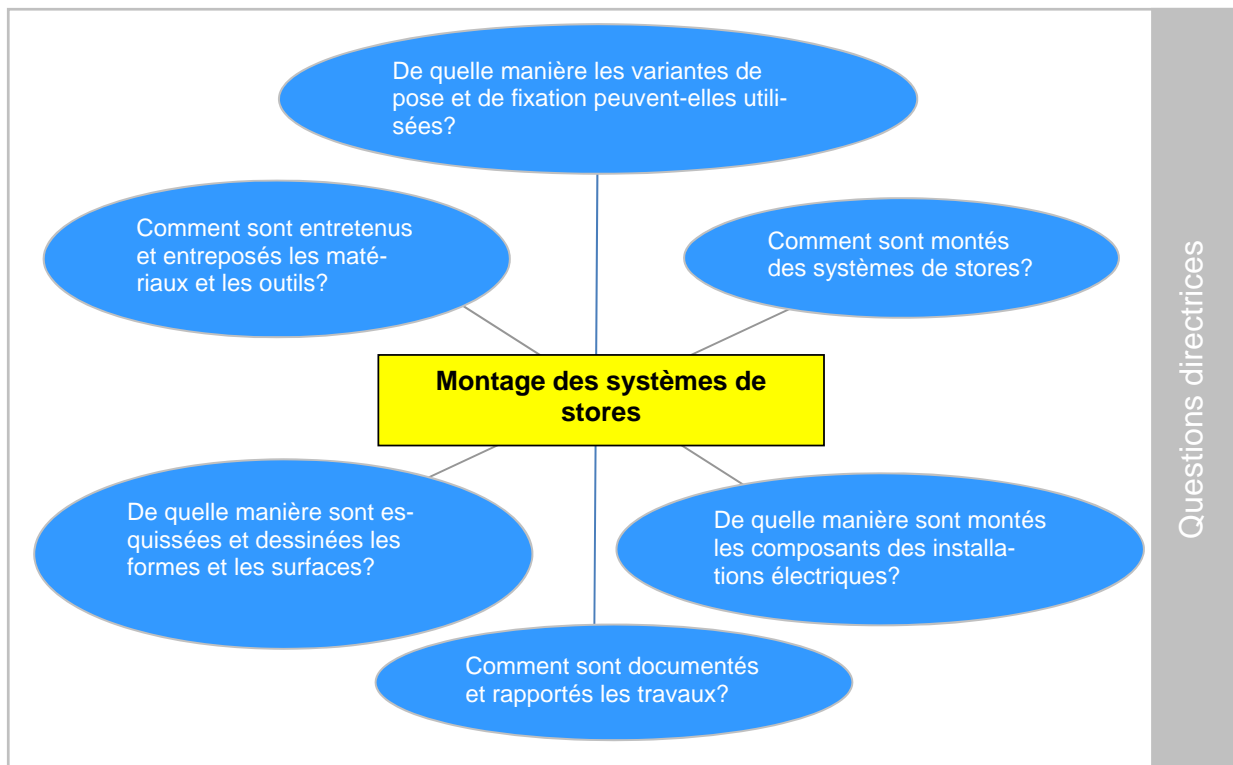 De quelle manière les variantes de
pose et de fixation peuvent-elles utili-
sées?
Comment sont entretenus
et entreposés les maté-
riaux et les outils?
Comment sont montés
des systèmes de stores?
Montage des systèmes de
stores
De quelle manière sont es-
quissées et dessinées les
formes et les surfaces?
De quelle manière sont montés
les composants des installa-
tions électriques?
Comment sont documentés
et rapportés les travaux?
Questions directrices